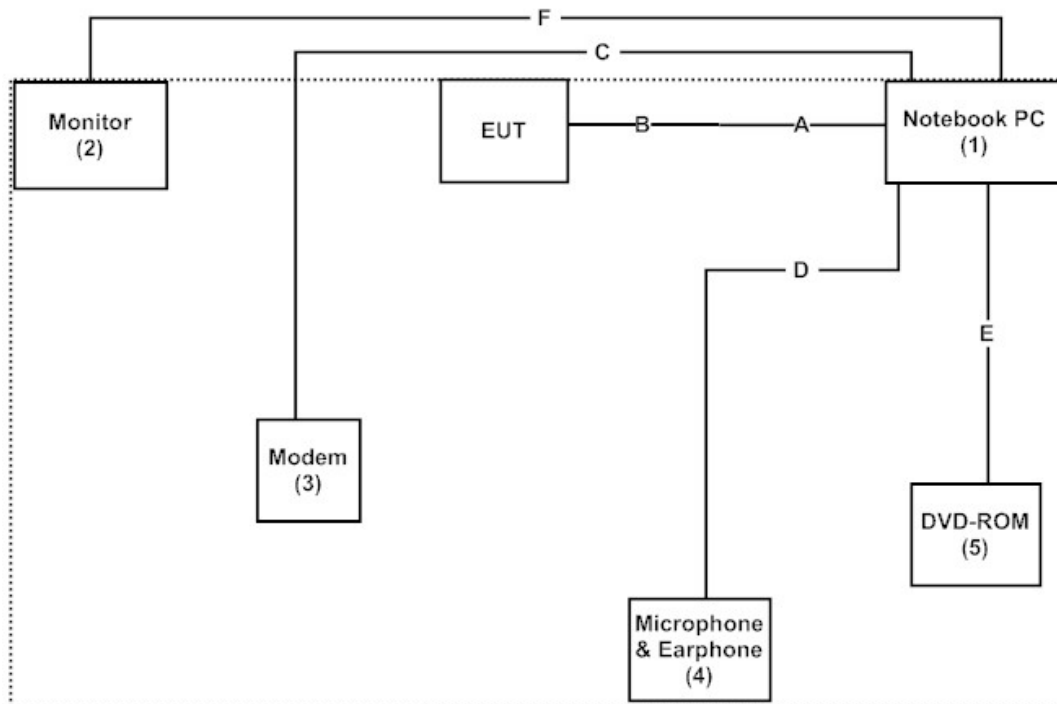 F
C
Monitor
(2)
EUT
B
A
Notebook PC
(1)
D
E
Modem
(3)
DVD-ROM
(5)
Microphone
& Earphone
(4)